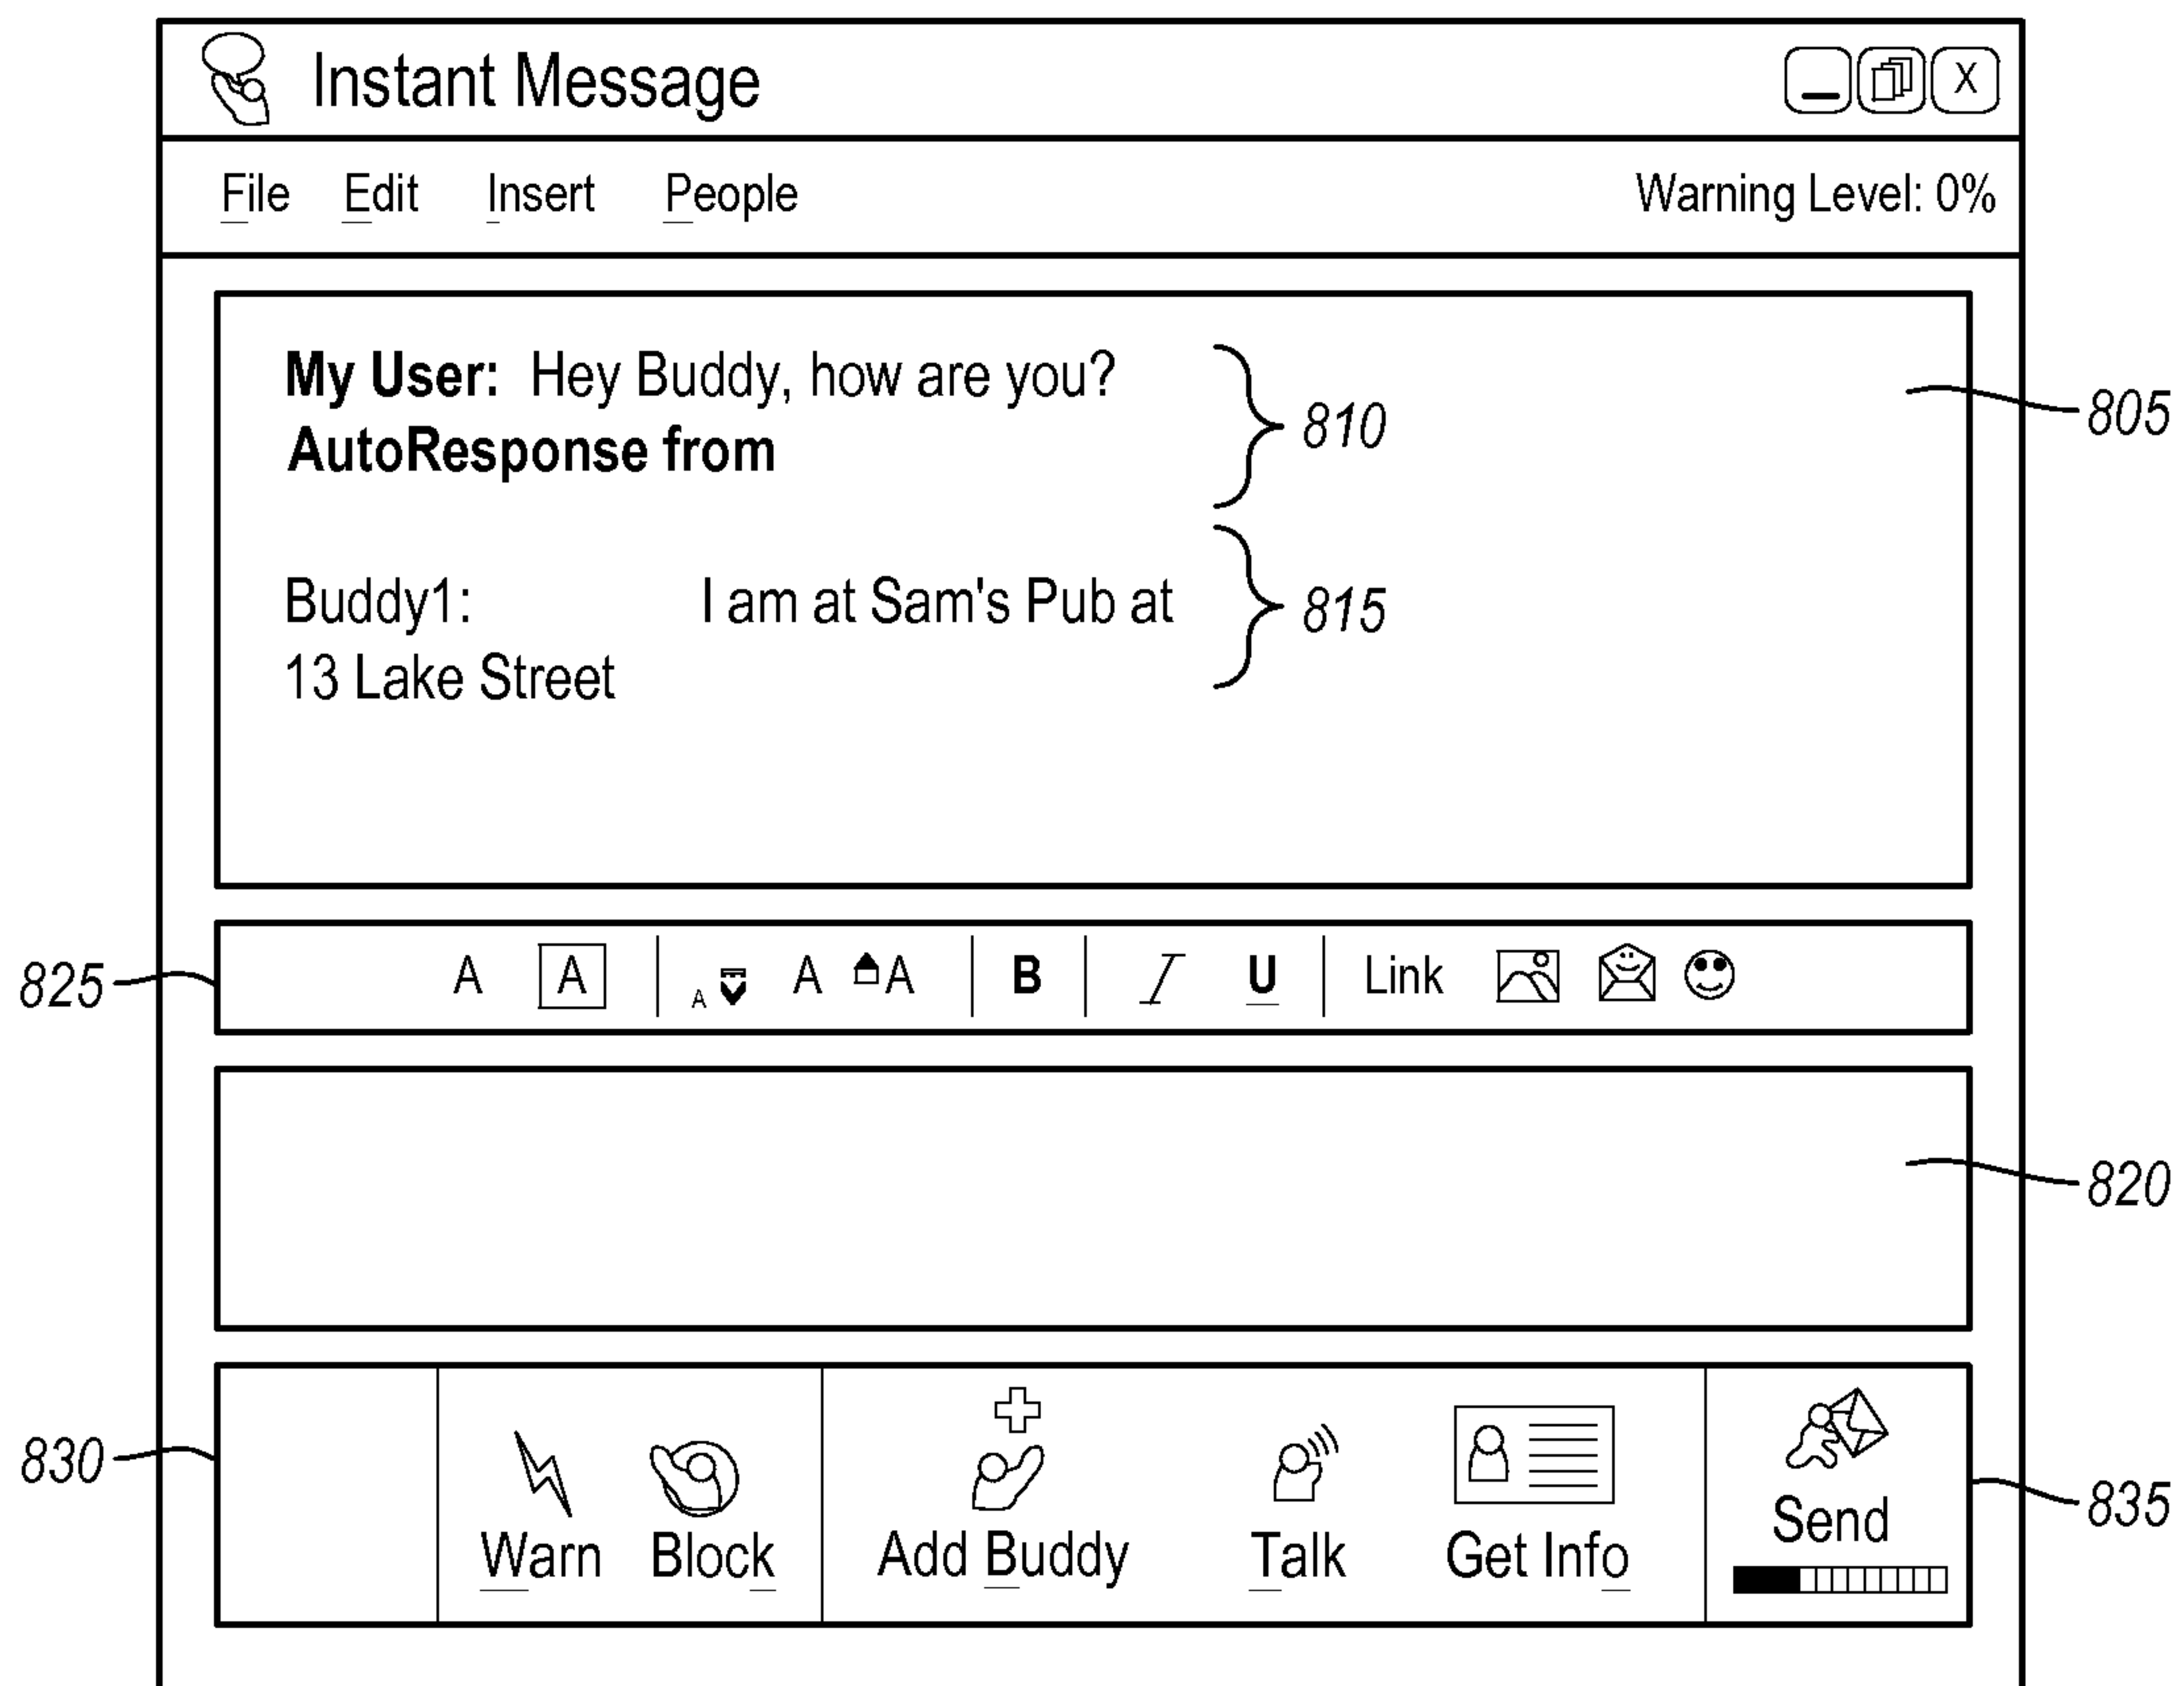 Instant Message X
File Edit Insert People Warning Level: 0%
My User: Hey Buddy, how are you?
AutoResponse from
810
805
Buddy1: I am at Sam's Pub at
13 Lake Street
815
825
A A A A A B I U Link
820
830
Warn Block Add Buddy Talk Get Info Send
835